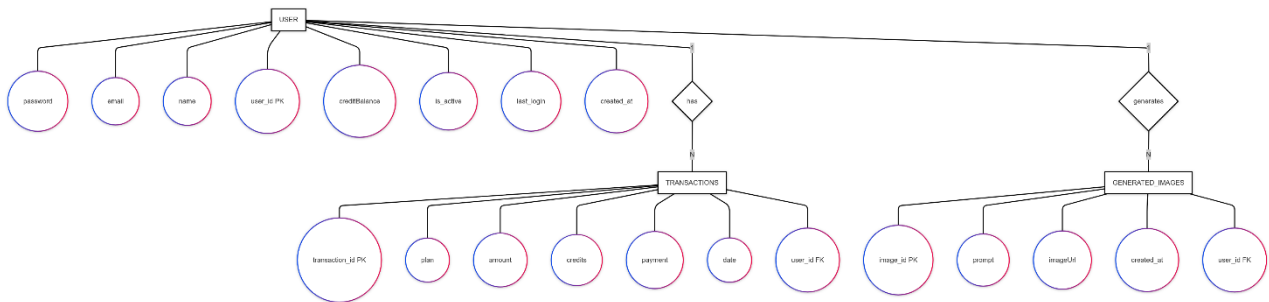 USER
1
1
password
email
name
user_id PK
creditBalance
is_active
last_login
created_at
has
generates
N
N
TRANSACTIONS
GENERATED_IMAGES
transaction_id PK
plan
amount
credits
payment
date
user_id FK
image_id PK
prompt
imageUrl
created_at
user_id FK